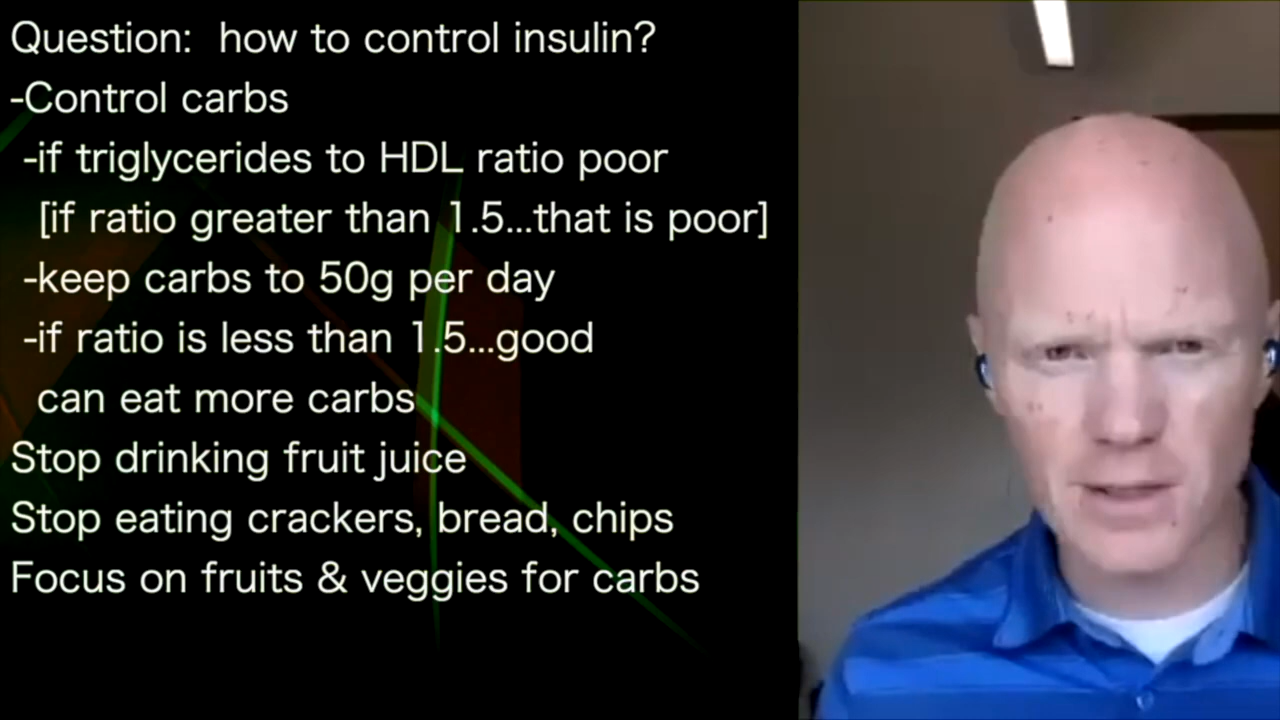 Question: how to control insulin?
-Control carbs
-if triglycerides to HDL ratio poor
[if ratio greater than 1.5...that is poor]
-keep carbs to 50g per day
-if ratio is less than 1.5...good
can eat more carbs
Stop drinking fruit juice
Stop eating crackers, bread, chips
Focus on fruits & veggies for carbs